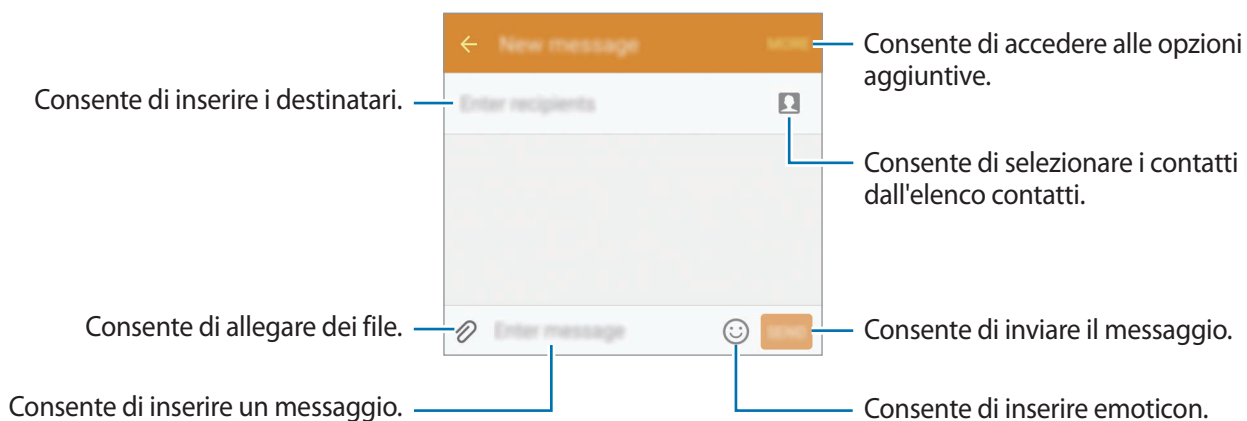 New message
MORE
Consente di accedere alle opzioni
aggiuntive.
Consente di inserire i destinatari.
Enter recipients
Consente di selezionare i contatti
dall'elenco contatti.
Consente di allegare dei file.
Enter message
SEND
Consente di inviare il messaggio.
Consente di inserire un messaggio.
Consente di inserire emoticon.